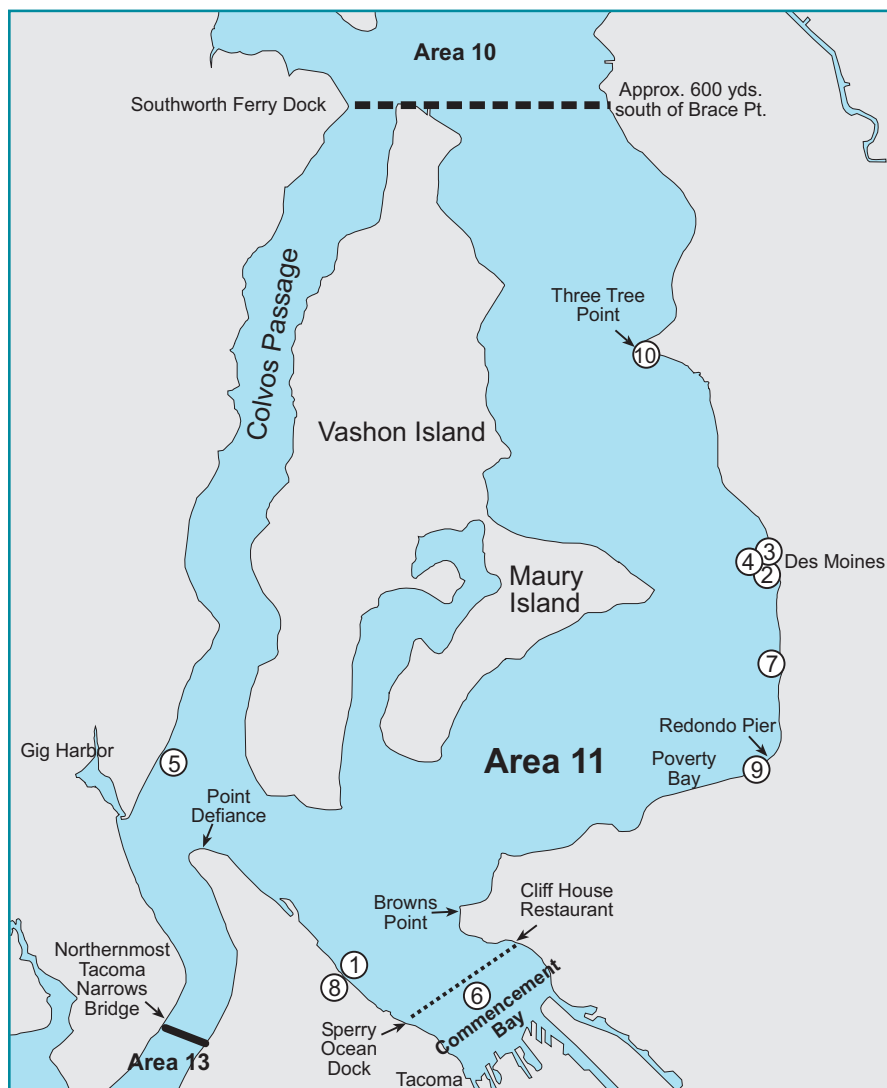 Area 10
Southworth Ferry Dock
Approx. 600 yds.
south of Brace Pt.
Colvos Passage
Three Tree
Point
10
Vashon Island
3
4
2
Des Moines
Maury
Island
7
Redondo Pier
Gig Harbor
5
Area 11
Poverty
Bay
9
Point
Defiance
Browns
Point
Cliff House
Restaurant
Northernmost
Tacoma
Narrows
Bridge
1
8
6
Commencement
Bay
Sperry
Ocean
Dock
Area 13
Tacoma